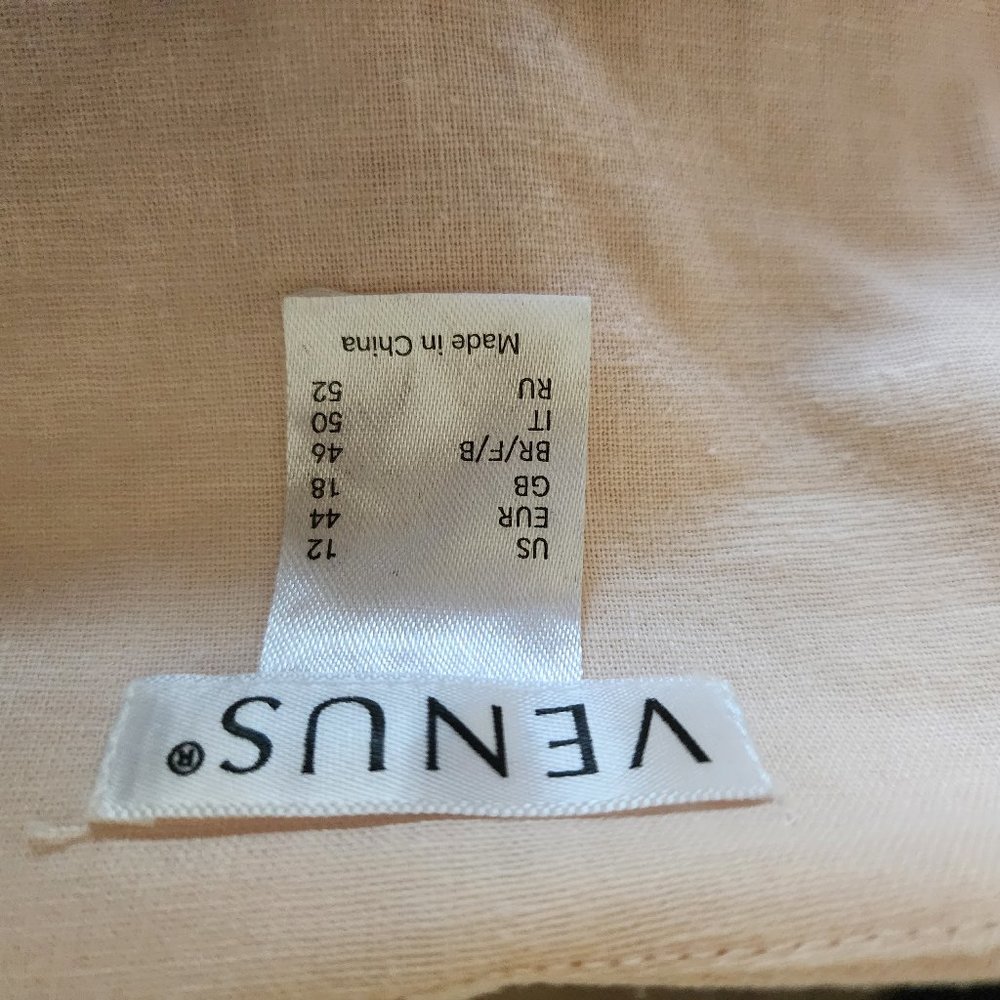 VENUS®
US 12
EUR 44
GB 18
BR/F/B 46
IT 50
RU 52
Made in China